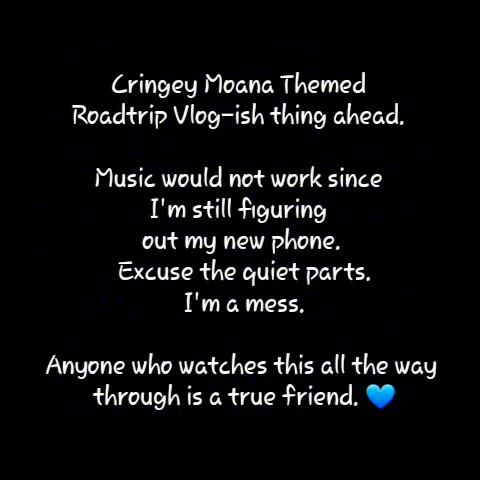 Cringey Moana Themed
Roadtrip Vlog-ish thing ahead.
Music would not work since
I'm still figuring
out my new phone.
Excuse the quiet parts.
I'm a mess.
Anyone who watches this all the way
through is a true friend. 💙